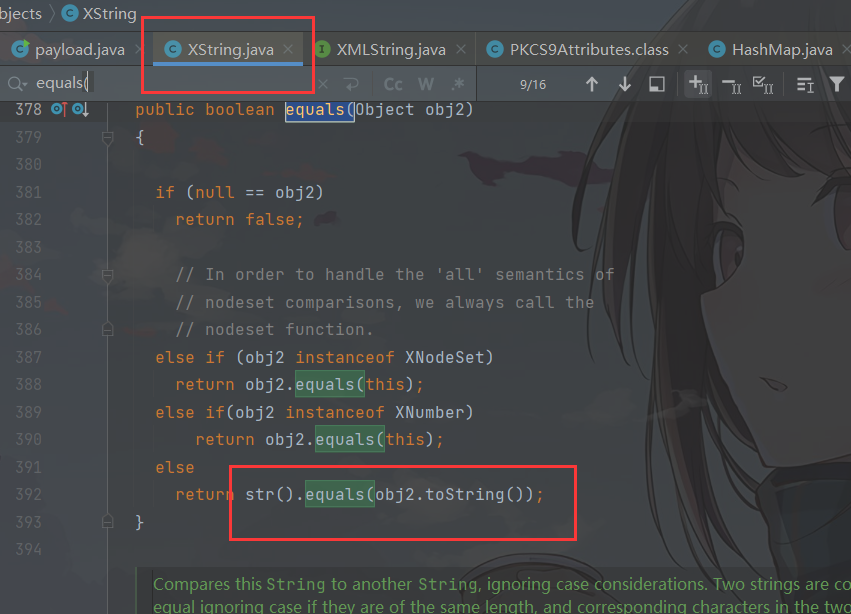 bjects > XString
payload.java × XString.java × XMLString.java × PKCS9Attributes.class × HashMap.java ×
equals( × Cc W .* 9/16
378 public boolean equals(Object obj2)
379 {
380
381 if (null == obj2)
382 return false;
383
384 // In order to handle the 'all' semantics of
385 // nodeset comparisons, we always call the
386 // nodeset function.
387 else if (obj2 instanceof XNodeSet)
388 return obj2.equals(this);
389 else if(obj2 instanceof XNumber)
390 return obj2.equals(this);
391 else
392 return str().equals(obj2.toString());
393 }
394
Compares this String to another String, ignoring case considerations. Two strings are co
equal ignoring case if they are of the same length, and corresponding characters in the two